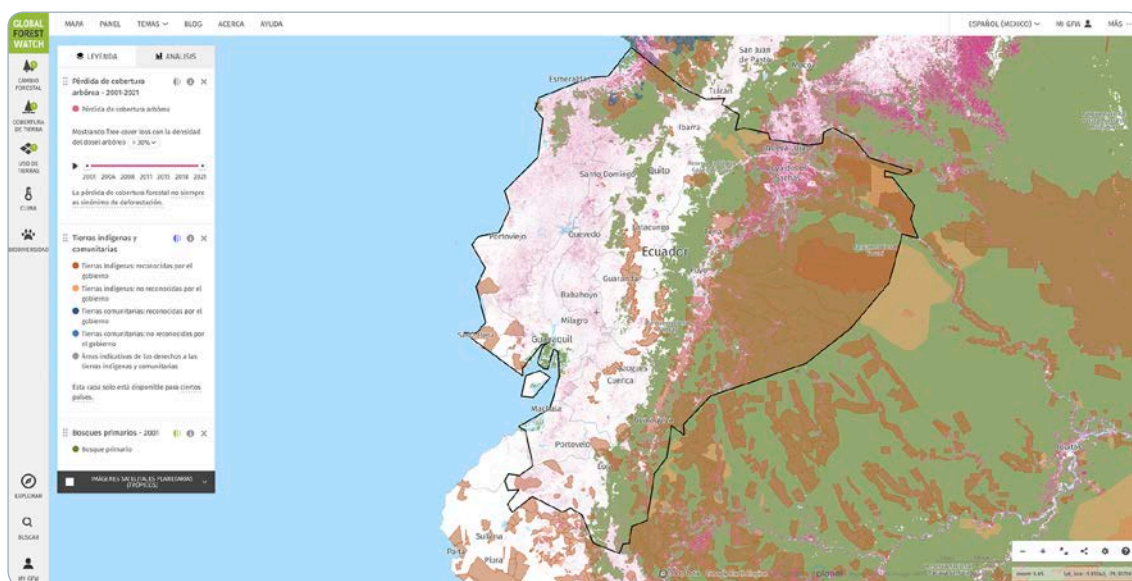 GLOBAL
FOREST
WATCH
MAPA PANEL TEMAS BLOG ACERCA AYUDA
ESPAÑOL (MEXICO) MI GFW MÁS
CAMBIO
FORESTAL
COBERTURA
DE TIERRA
USO DE
TIERRAS
CLIMA
BIODIVERSIDAD
EXPLORAR
BUSCAR
MY GFW
LEYENDA ANÁLISIS
Pérdida de cobertura
arbórea - 2001-2021
Pérdida de cobertura arbórea
Mostrando Tree cover loss con la densidad
del dosel arbóreo > 30%
2001 2004 2008 2011 2015 2018 2021
La pérdida de cobertura forestal no siempre
es sinónimo de deforestación.
Tierras indígenas y
comunitarias
Tierras indígenas: reconocidas por el
gobierno
Tierras indígenas: no reconocidas por el
gobierno
Tierras comunitarias: reconocidas por el
gobierno
Tierras comunitarias: no reconocidas por
el gobierno
Áreas indicativas de los derechos a las
tierras indígenas y comunitarias
Esta capa solo está disponible para ciertos
países.
Bosques primarios - 2001
Bosque primario
IMÁGENES SATELITALES PLANETARIAS
(TRÓPICOS)
San Juan
de Pasto
Mocoa
Esmeraldas
Tulcán
Ibarra
Santo Domingo
Quito
Portoviejo
Quevedo
Latacunga
Tena
Ecuador
Guaranda
Babahoyo
Milagro
Guayaquil
Azogues
Cuenca
Machala
Portovelo
Loja
Sullana
Paita
Piura
Iquitos
planet